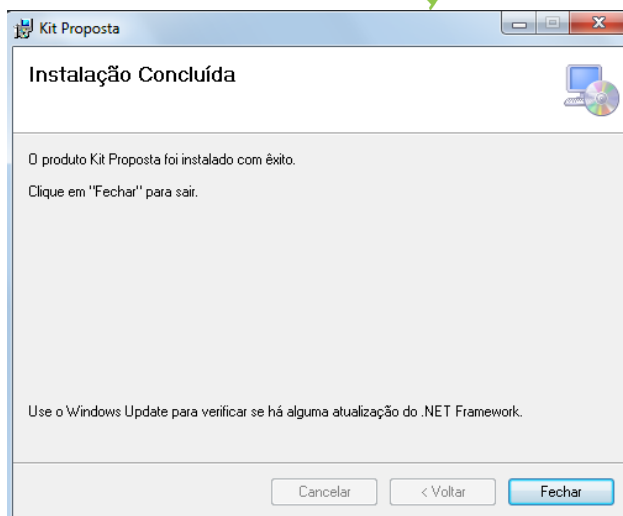 Kit Proposta
Instalação Concluída
O produto Kit Proposta foi instalado com êxito.
Clique em "Fechar" para sair.
Use o Windows Update para verificar se há alguma atualização do .NET Framework.
Cancelar < Voltar Fechar